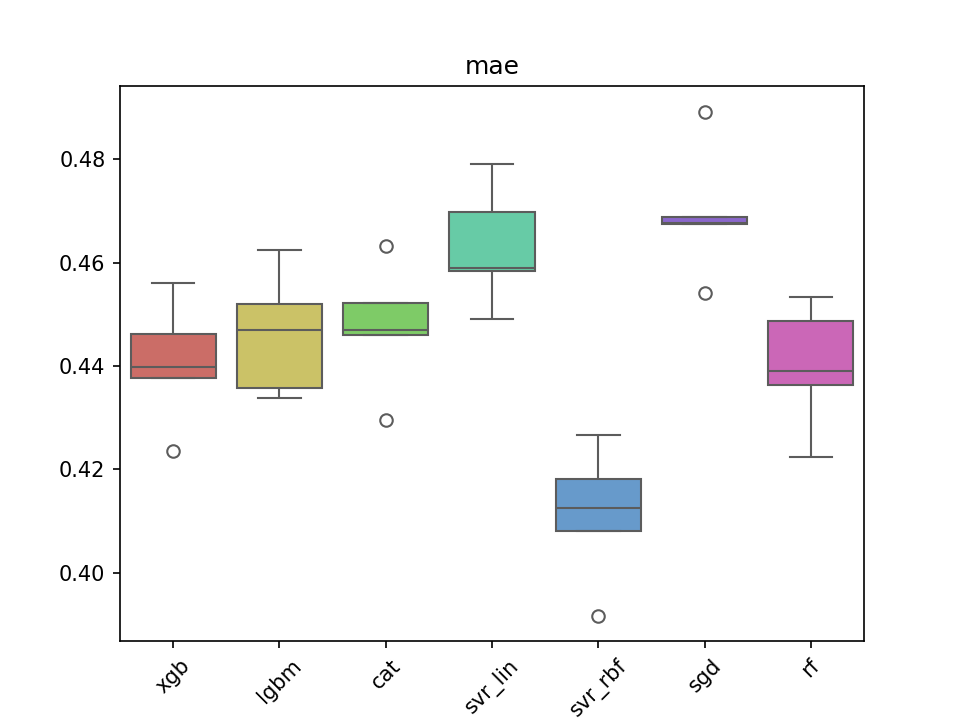 mae
0.48
0.46
0.44
0.42
0.40
xgb
lgbm
cat
svr_lin
svr_rbf
sgd
rf